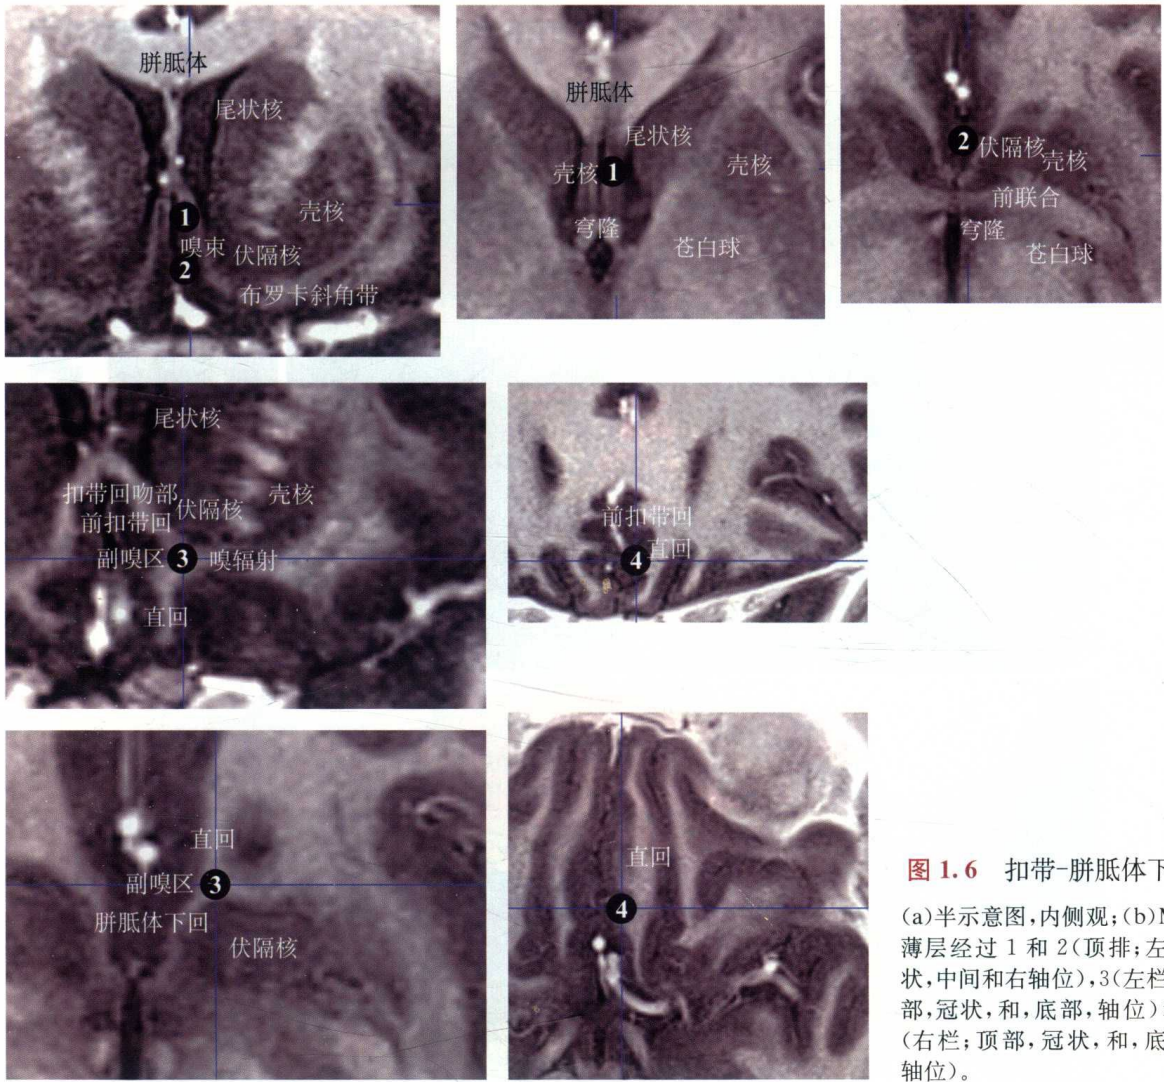 胼胝体
尾状核
壳核
1
嗅束 伏隔核
2
布罗卡斜角带
胼胝体
尾状核
壳核 1 壳核
穹隆
苍白球
2 伏隔核 壳核
前联合
穹隆
苍白球
尾状核
扣带回吻部 伏隔核 壳核
前扣带回
副嗅区 3 嗅辐射
直回
前扣带回
直回
4
直回
副嗅区 3
胼胝体下回
伏隔核
直回
4
图 1.6 扣带-胼胝体下
(a)半示意图,内侧观;(b)M
薄层经过 1 和 2(顶排;左
状,中间和右轴位),3(左栏
部,冠状,和,底部,轴位)
(右栏;顶部,冠状,和,底
轴位)。